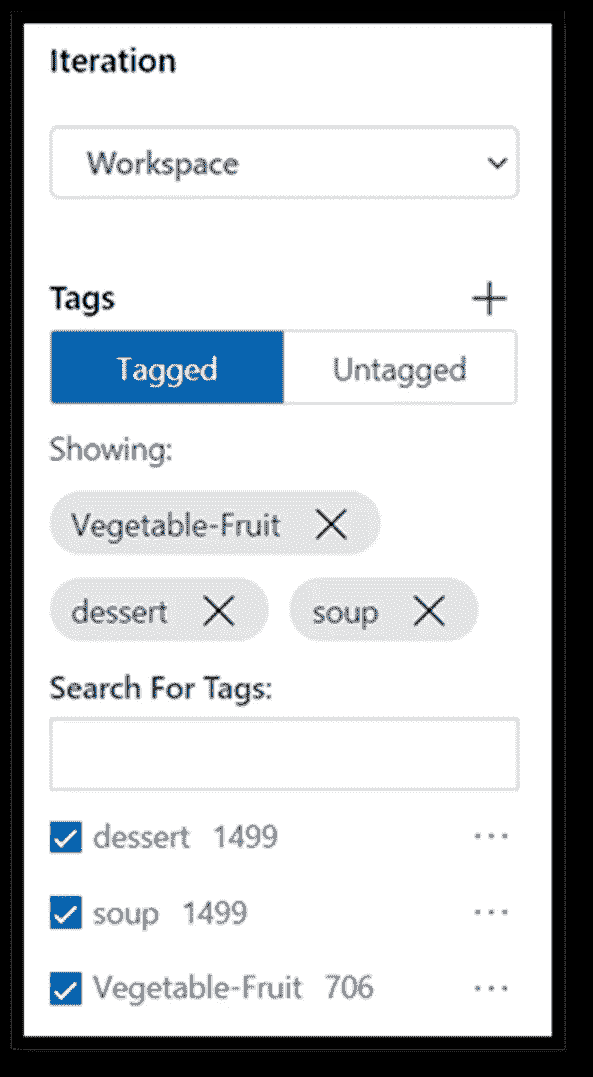 Iteration
Workspace
Tags
Tagged Untagged
Showing:
Vegetable-Fruit
dessert soup
Search For Tags:
dessert 1499
soup 1499
Vegetable-Fruit 706